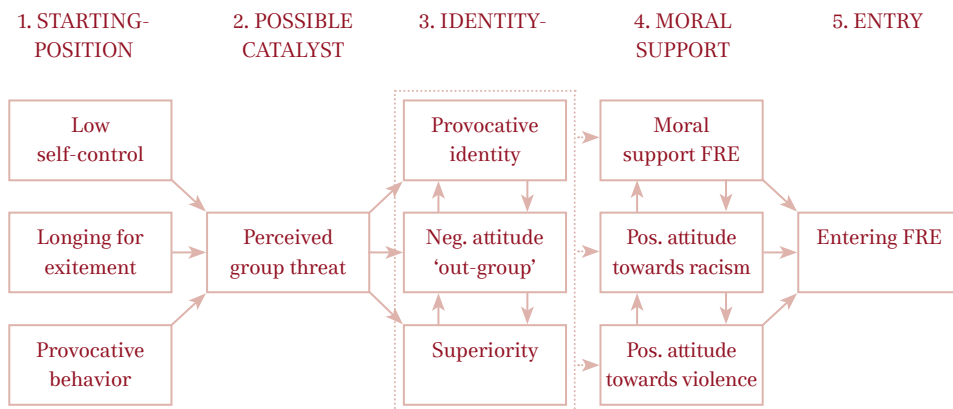 1. STARTING-
POSITION
2. POSSIBLE
CATALYST
3. IDENTITY-
4. MORAL
SUPPORT
5. ENTRY
Low
self-control
Longing for
exitement
Provocative
behavior
Perceived
group threat
Provocative
identity
Neg. attitude
‘out-group’
Superiority
Moral
support FRE
Pos. attitude
towards racism
Pos. attitude
towards violence
Entering FRE